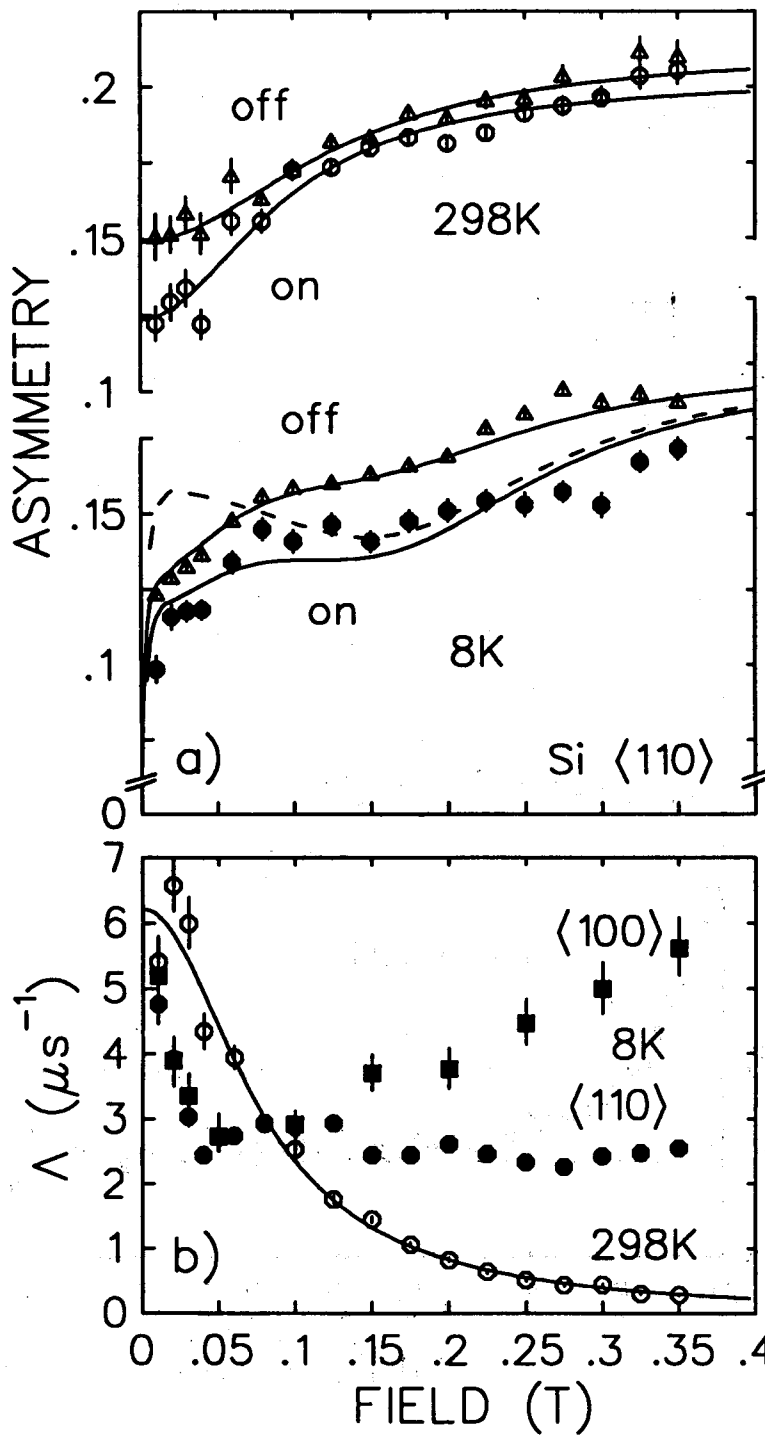 ASYMMETRY
.2
off
298K
.15
on
.1
off
.15
on
8K
.1
a) Si ⟨110⟩
0
Λ (μs⁻¹)
7
6
⟨100⟩
5
8K
4
⟨110⟩
3
2
298K
1
b)
0
0 .05 .1 .15 .2 .25 .3 .35 .4
FIELD (T)